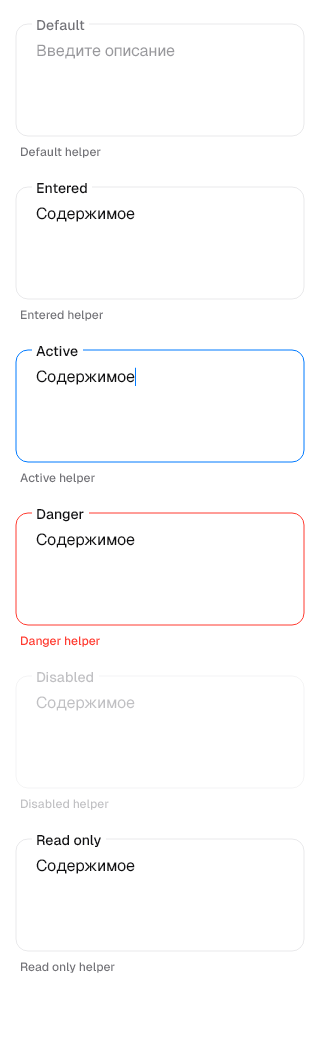 Default
Введите описание
Default helper
Entered
Содержимое
Entered helper
Active
Содержимое
Active helper
Danger
Содержимое
Danger helper
Disabled
Содержимое
Disabled helper
Read only
Содержимое
Read only helper